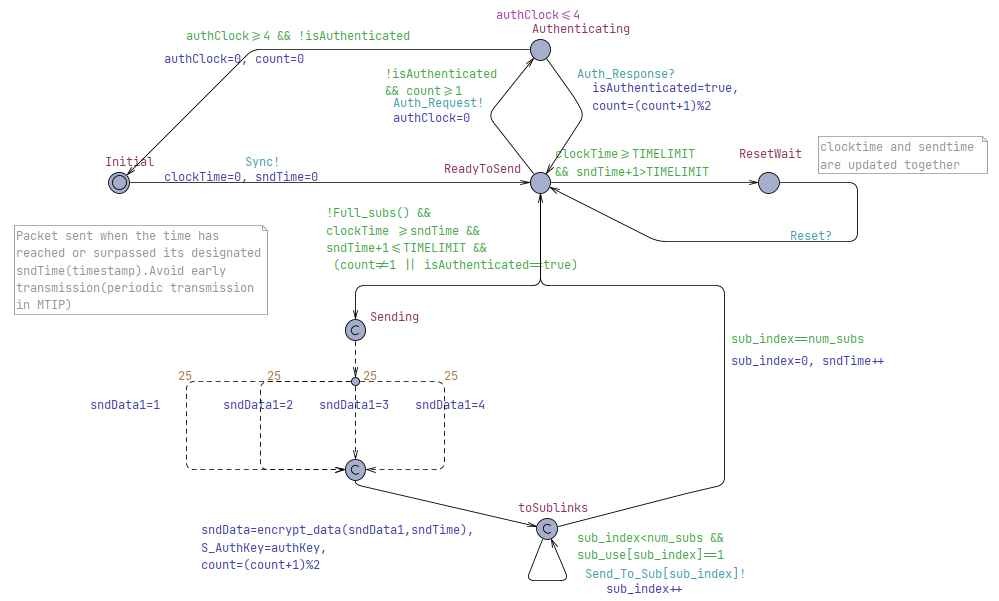 authClock≤4
Authenticating
authClock≥4 && !isAuthenticated
authClock=0, count=0
!isAuthenticated
&& count≥1
Auth_Request!
authClock=0
Auth_Response?
isAuthenticated=true,
count=(count+1)%2
Initial
Sync!
clockTime=0, sndTime=0
ReadyToSend
clockTime≥TIMELIMIT
&& sndTime+1>TIMELIMIT
ResetWait
clocktime and sendtime
are updated together
Reset?
!Full_subs() &&
clockTime ≥sndTime &&
sndTime+1≤TIMELIMIT &&
(count≠1 || isAuthenticated==true)
Packet sent when the time has
reached or surpassed its designated
sndTime(timestamp).Avoid early
transmission(periodic transmission
in MTIP)
Sending
C
25 25 25 25
sndData1=1 sndData1=2 sndData1=3 sndData1=4
C
sub_index==num_subs
sub_index=0, sndTime++
toSublinks
C
sndData=encrypt_data(sndData1,sndTime),
S_AuthKey=authKey,
count=(count+1)%2
sub_index<num_subs &&
sub_use[sub_index]==1
Send_To_Sub[sub_index]!
sub_index++